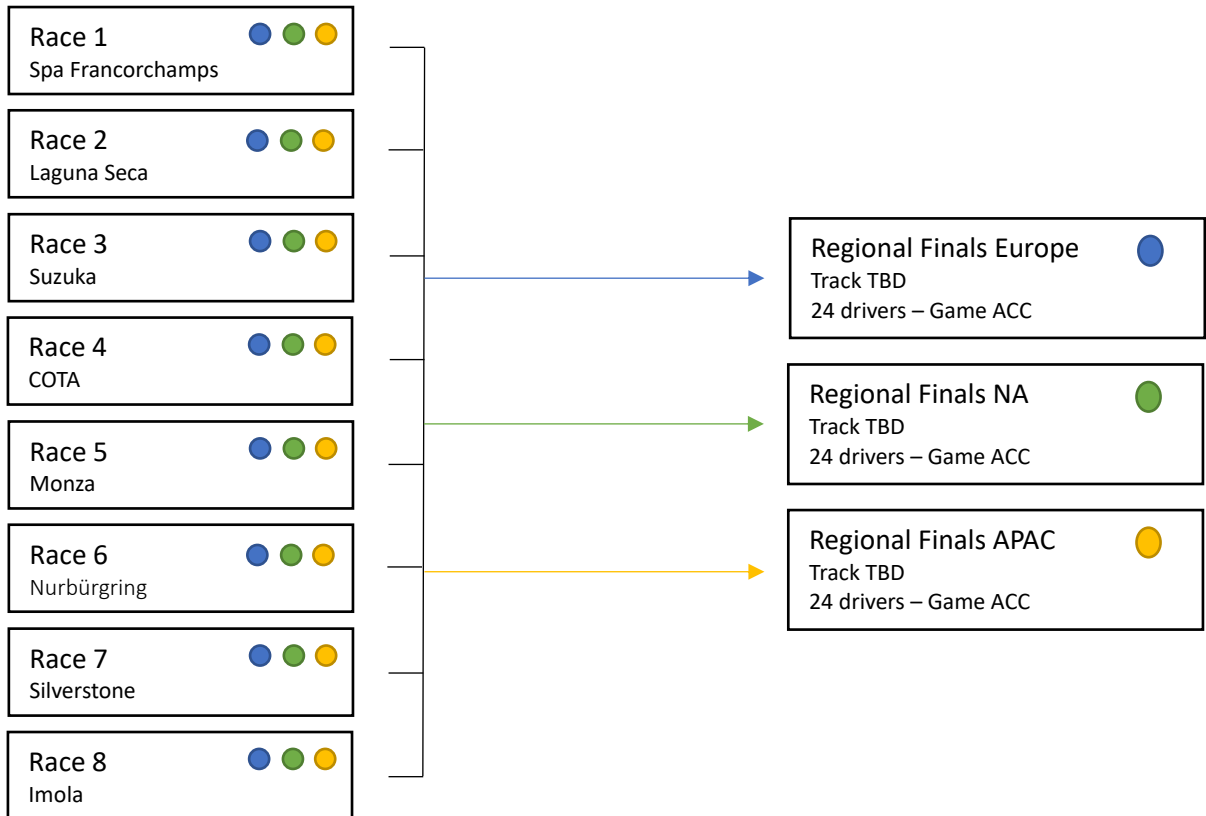 Race 1
Spa Francorchamps
Race 2
Laguna Seca
Race 3
Suzuka
Race 4
COTA
Race 5
Monza
Race 6
Nurbürgring
Race 7
Silverstone
Race 8
Imola
Regional Finals Europe
Track TBD
24 drivers – Game ACC
Regional Finals NA
Track TBD
24 drivers – Game ACC
Regional Finals APAC
Track TBD
24 drivers – Game ACC